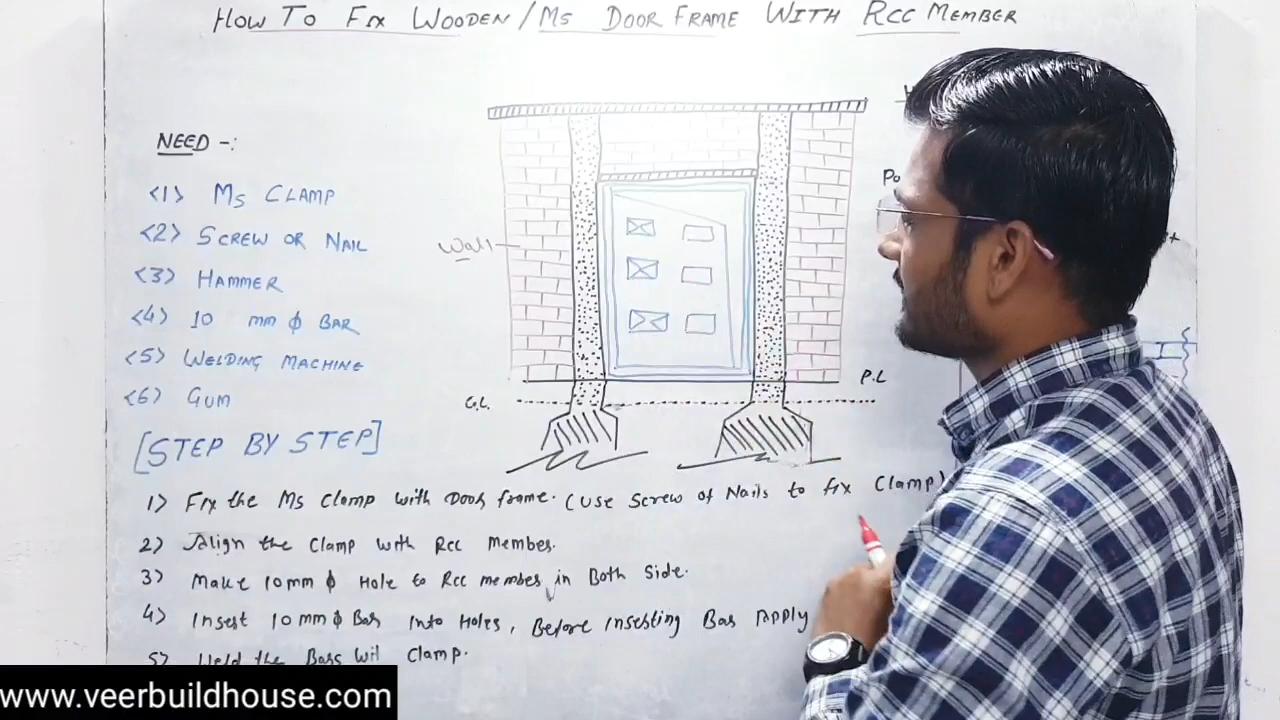 HOW TO FIX WOODEN/MS DOOR FRAME WITH RCC MEMBER
NEED -:
<1> MS CLAMP
<2> SCREW OR NAIL
<3> HAMMER
<4> 10 mm ϕ BAR
<5> WELDING MACHINE
<6> GUM
Wall
P.L
G.L.
[STEP BY STEP]
1) Fix the MS Clamp with Door frame. (Use Screw of Nails to fix Clamp)
2) Align the Clamp with Rcc Member.
3) Make 10mm ϕ Hole to Rcc member in Both Side.
4) Insert 10mm ϕ Bar Into Holes, Before Inserting Bar Apply
5) Weld the Bars Wit Clamp.
www.veerbuildhouse.com